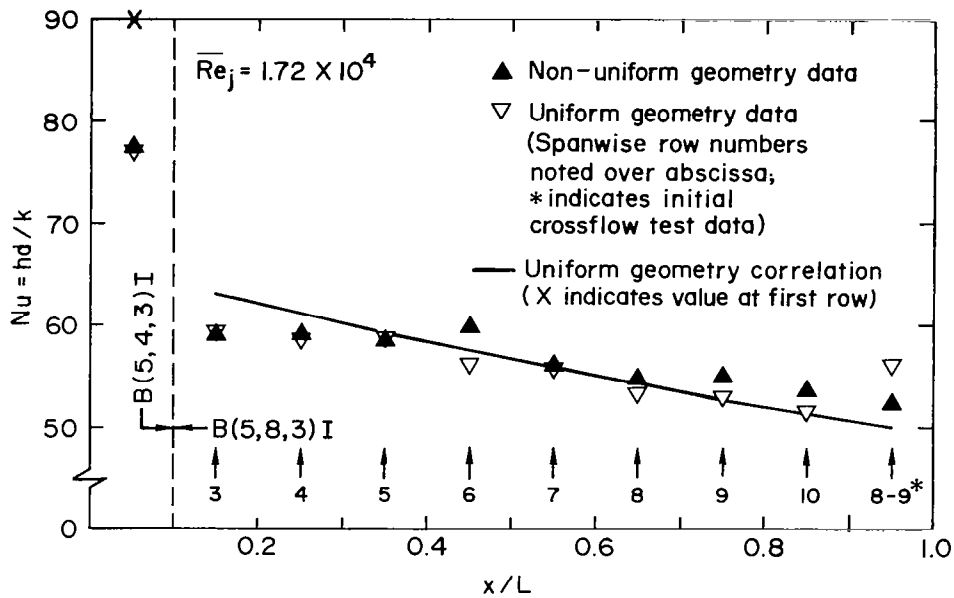 90
80
70
60
50
0
Nu = hd/k
X
R̅e̅ⱼ = 1.72 X 10⁴
▲ Non-uniform geometry data
▽ Uniform geometry data
(Spanwise row numbers
noted over abscissa;
* indicates initial
crossflow test data)
— Uniform geometry correlation
(X indicates value at first row)
B(5,4,3)I
B(5,8,3)I
3 4 5 6 7 8 9 10 8-9*
0.2 0.4 0.6 0.8 1.0
x/L